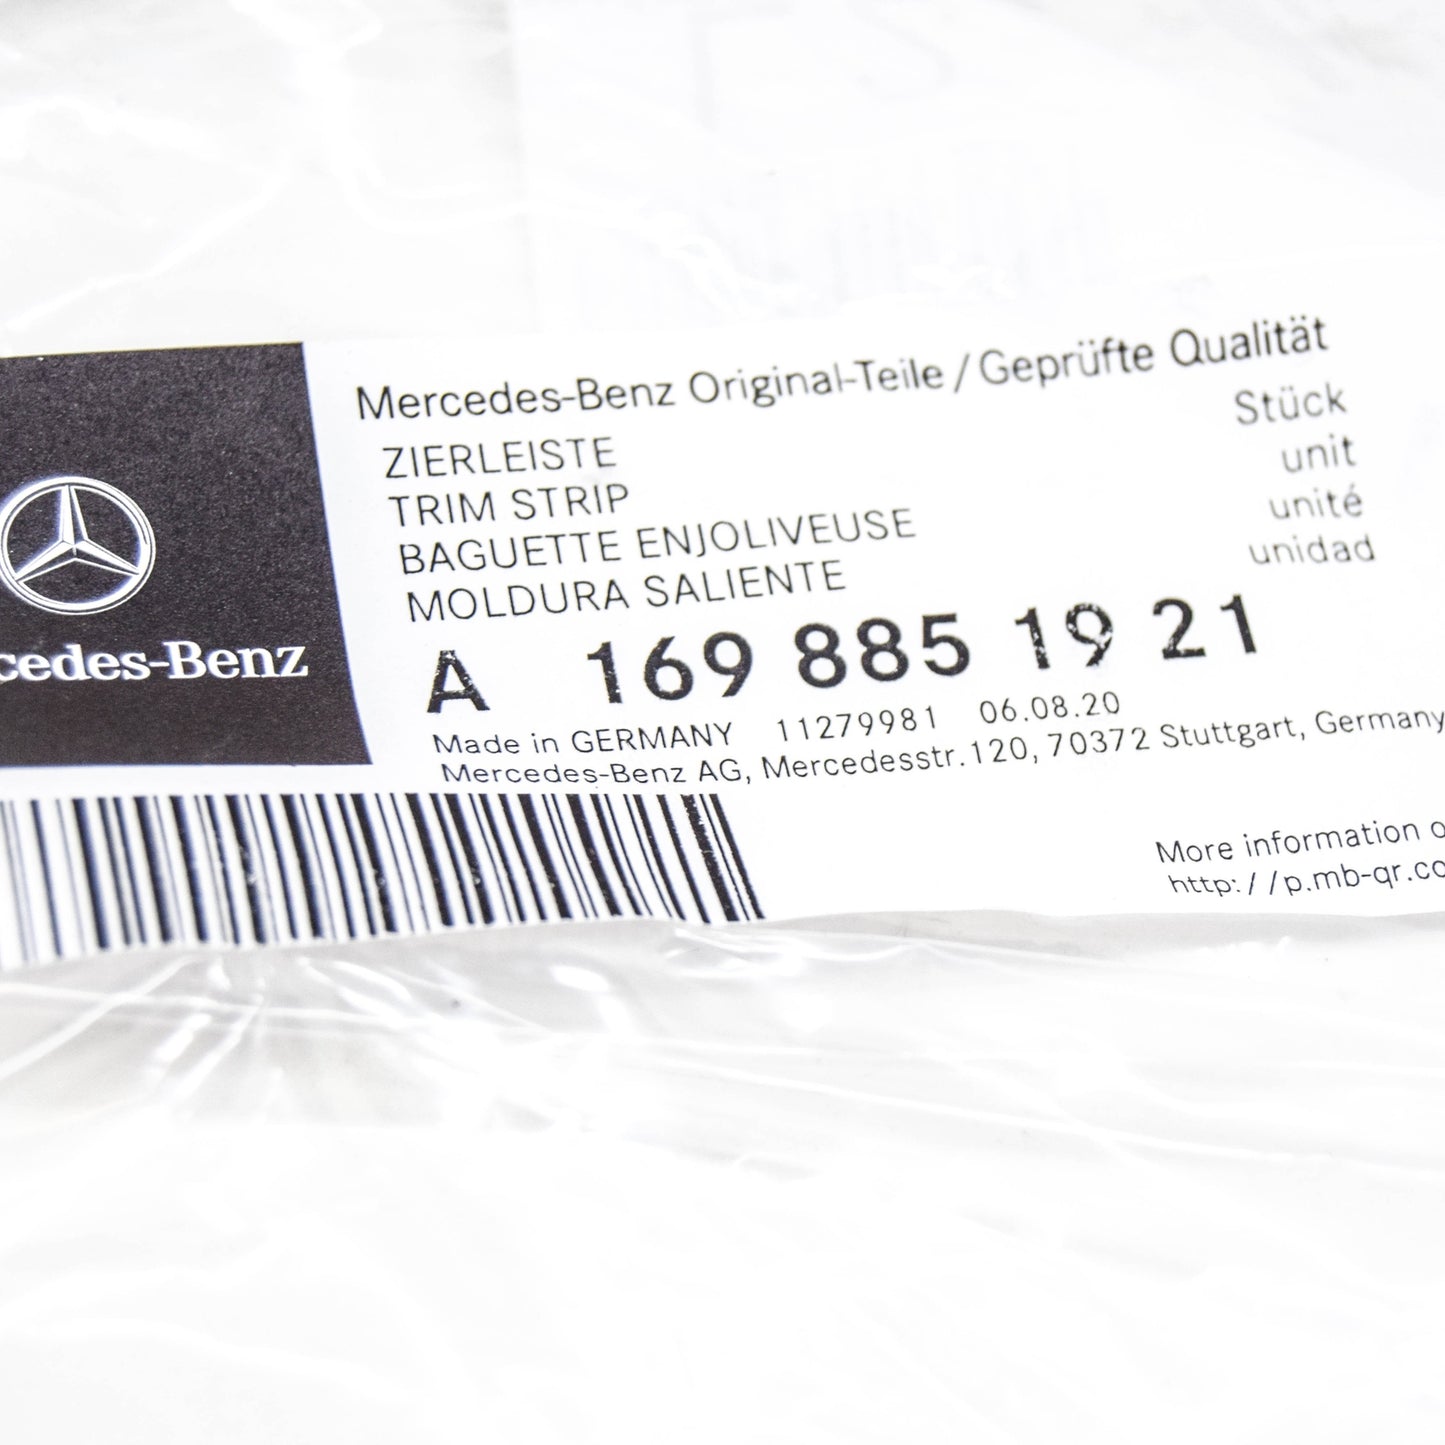 Mercedes-Benz Original-Teile / Geprüfte Qualität
ZIERLEISTE Stück
TRIM STRIP unit
BAGUETTE ENJOLIVEUSE unité
MOLDURA SALIENTE unidad
A 169 885 19 21
Made in GERMANY 11279981 06.08.20
Mercedes-Benz AG, Mercedesstr. 120, 70372 Stuttgart, Germany
cedes-Benz
More information
http://p.mb-qr.co